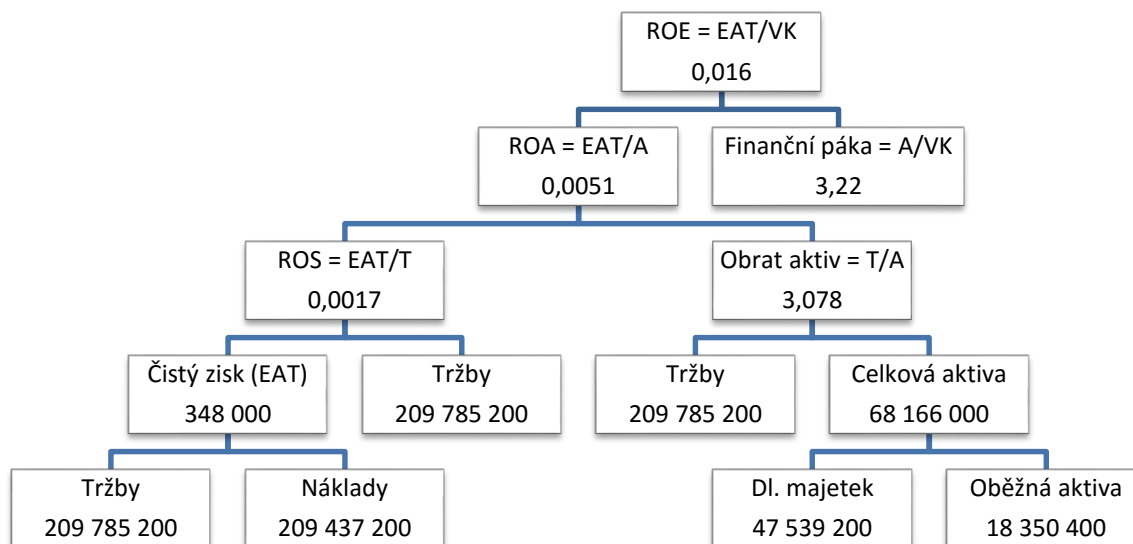 ROE = EAT/VK
0,016
ROA = EAT/A
0,0051
Finanční páka = A/VK
3,22
ROS = EAT/T
0,0017
Obrat aktiv = T/A
3,078
Čistý zisk (EAT)
348 000
Tržby
209 785 200
Tržby
209 785 200
Celková aktiva
68 166 000
Tržby
209 785 200
Náklady
209 437 200
Dl. majetek
47 539 200
Oběžná aktiva
18 350 400